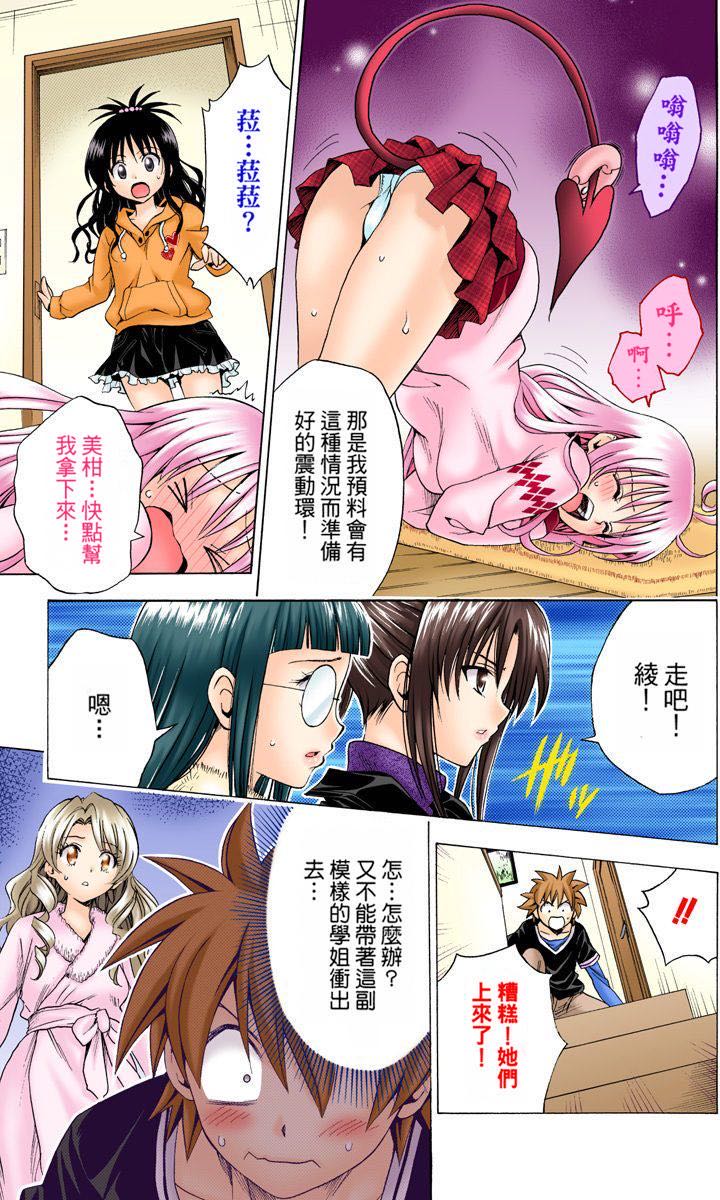 嗡嗡嗡…
呼…
啊…
那是我預料會有
這種情況而準備
好的震動環！
菈…菈菈？
美柑…快點幫
我拿下來…
走吧！
綾！
嗯…
!!
糟糕！她們
上來了！
怎…怎麼辦？
又不能帶著這副
模樣的學姐衝出
去…